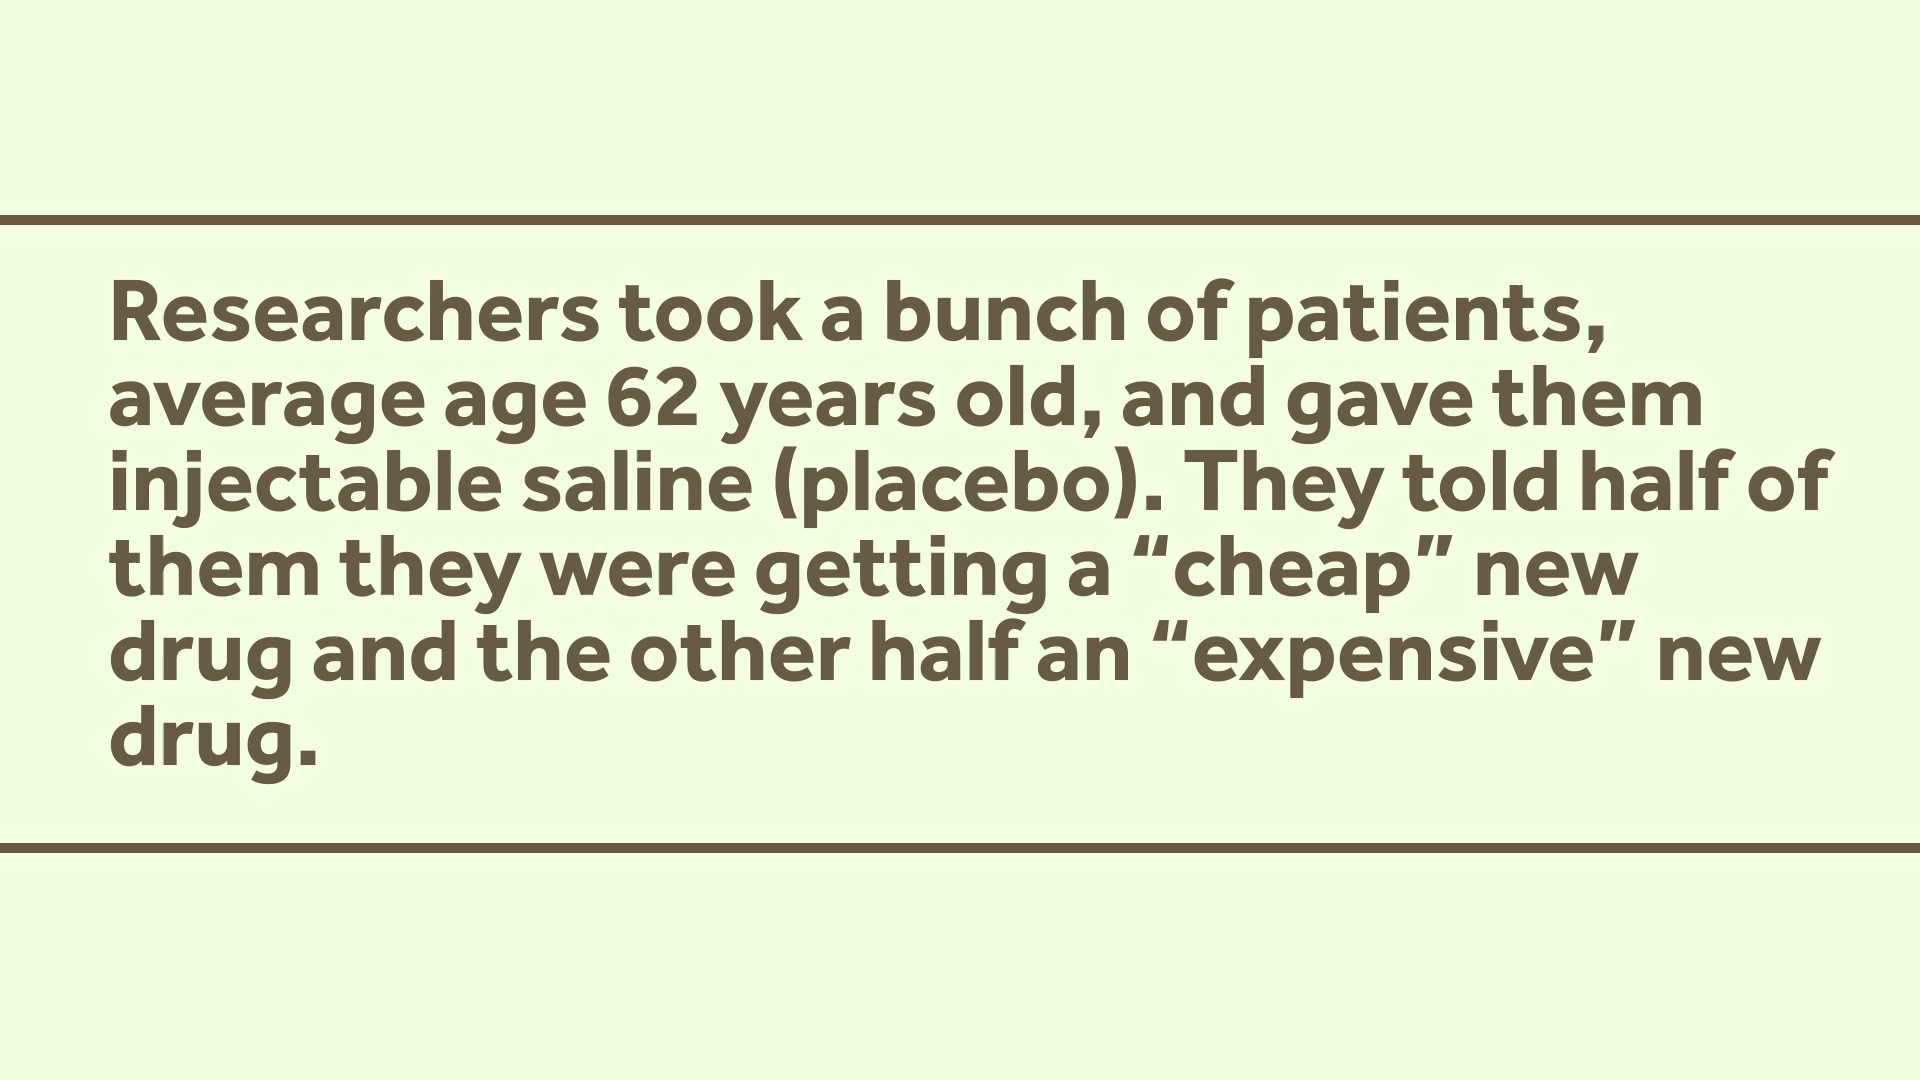 Researchers took a bunch of patients,
average age 62 years old, and gave them
injectable saline (placebo). They told half of
them they were getting a “cheap” new
drug and the other half an “expensive” new
drug.